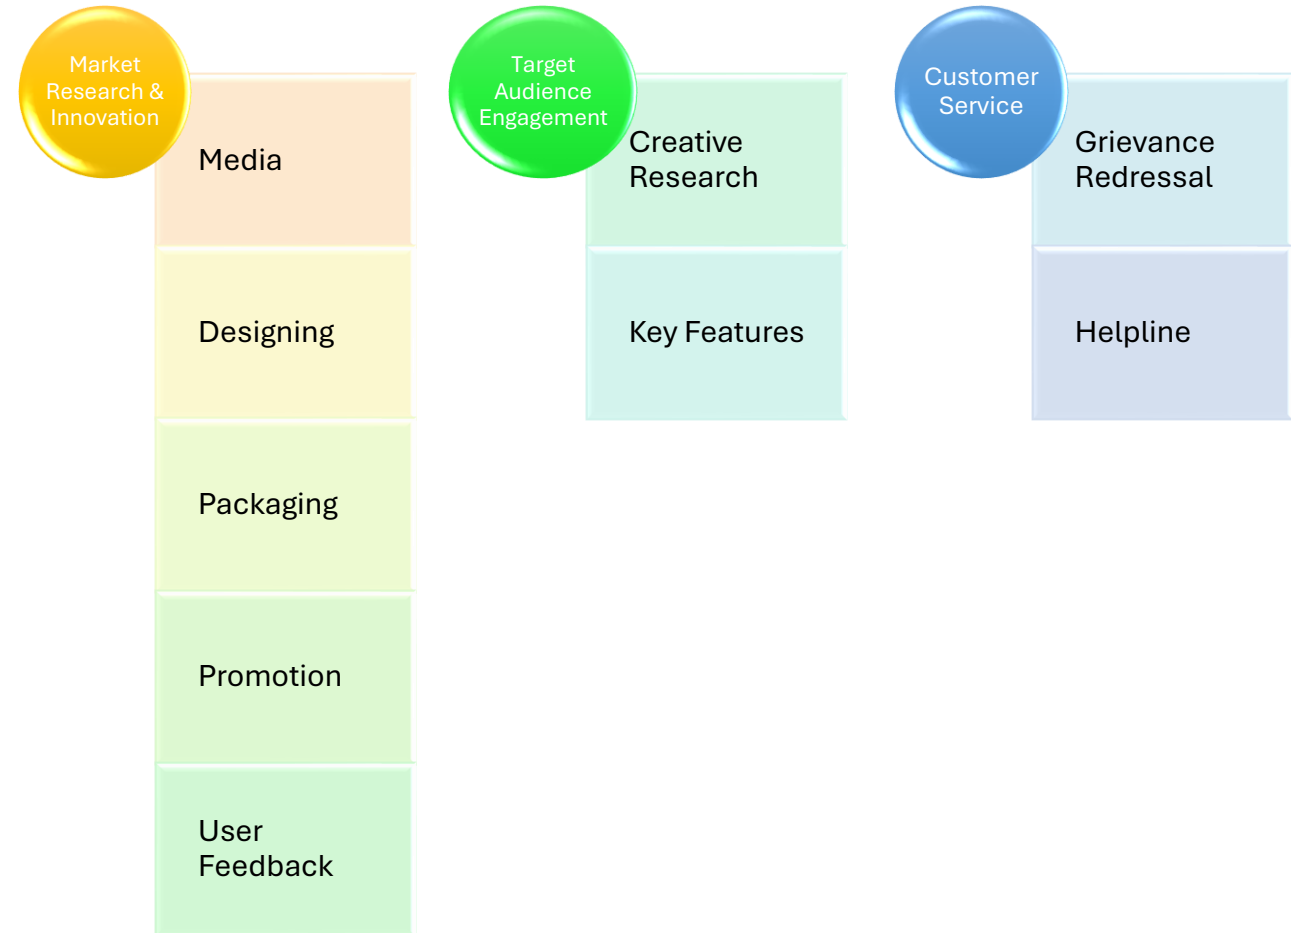 Market
Research &
Innovation
Media
Designing
Packaging
Promotion
User
Feedback
Target
Audience
Engagement
Creative
Research
Key Features
Customer
Service
Grievance
Redressal
Helpline